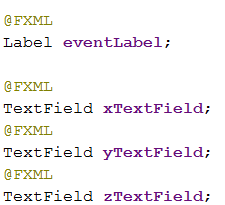 @FXML
Label eventLabel;
@FXML
TextField xTextField;
@FXML
TextField yTextField;
@FXML
TextField zTextField;